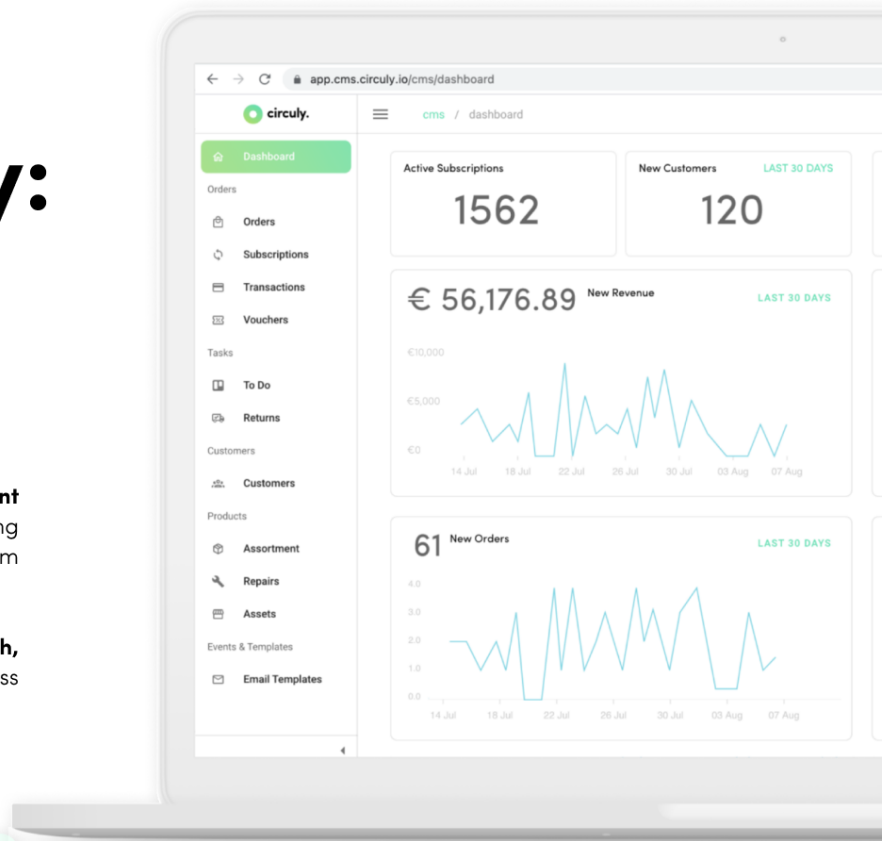 y:
nt
ng
m
h,
ss
app.cms.circuly.io/cms/dashboard
circuly.
cms / dashboard
Dashboard
Orders
Orders
Subscriptions
Transactions
Vouchers
Tasks
To Do
Returns
Customers
Customers
Products
Assortment
Repairs
Assets
Events & Templates
Email Templates
Active Subscriptions
1562
New Customers LAST 30 DAYS
120
€ 56,176.89 New Revenue LAST 30 DAYS
€10,000
€5,000
€0
14 Jul 18 Jul 22 Jul 26 Jul 30 Jul 03 Aug 07 Aug
61 New Orders LAST 30 DAYS
4.0
3.0
2.0
1.0
0.0
14 Jul 18 Jul 22 Jul 26 Jul 30 Jul 03 Aug 07 Aug